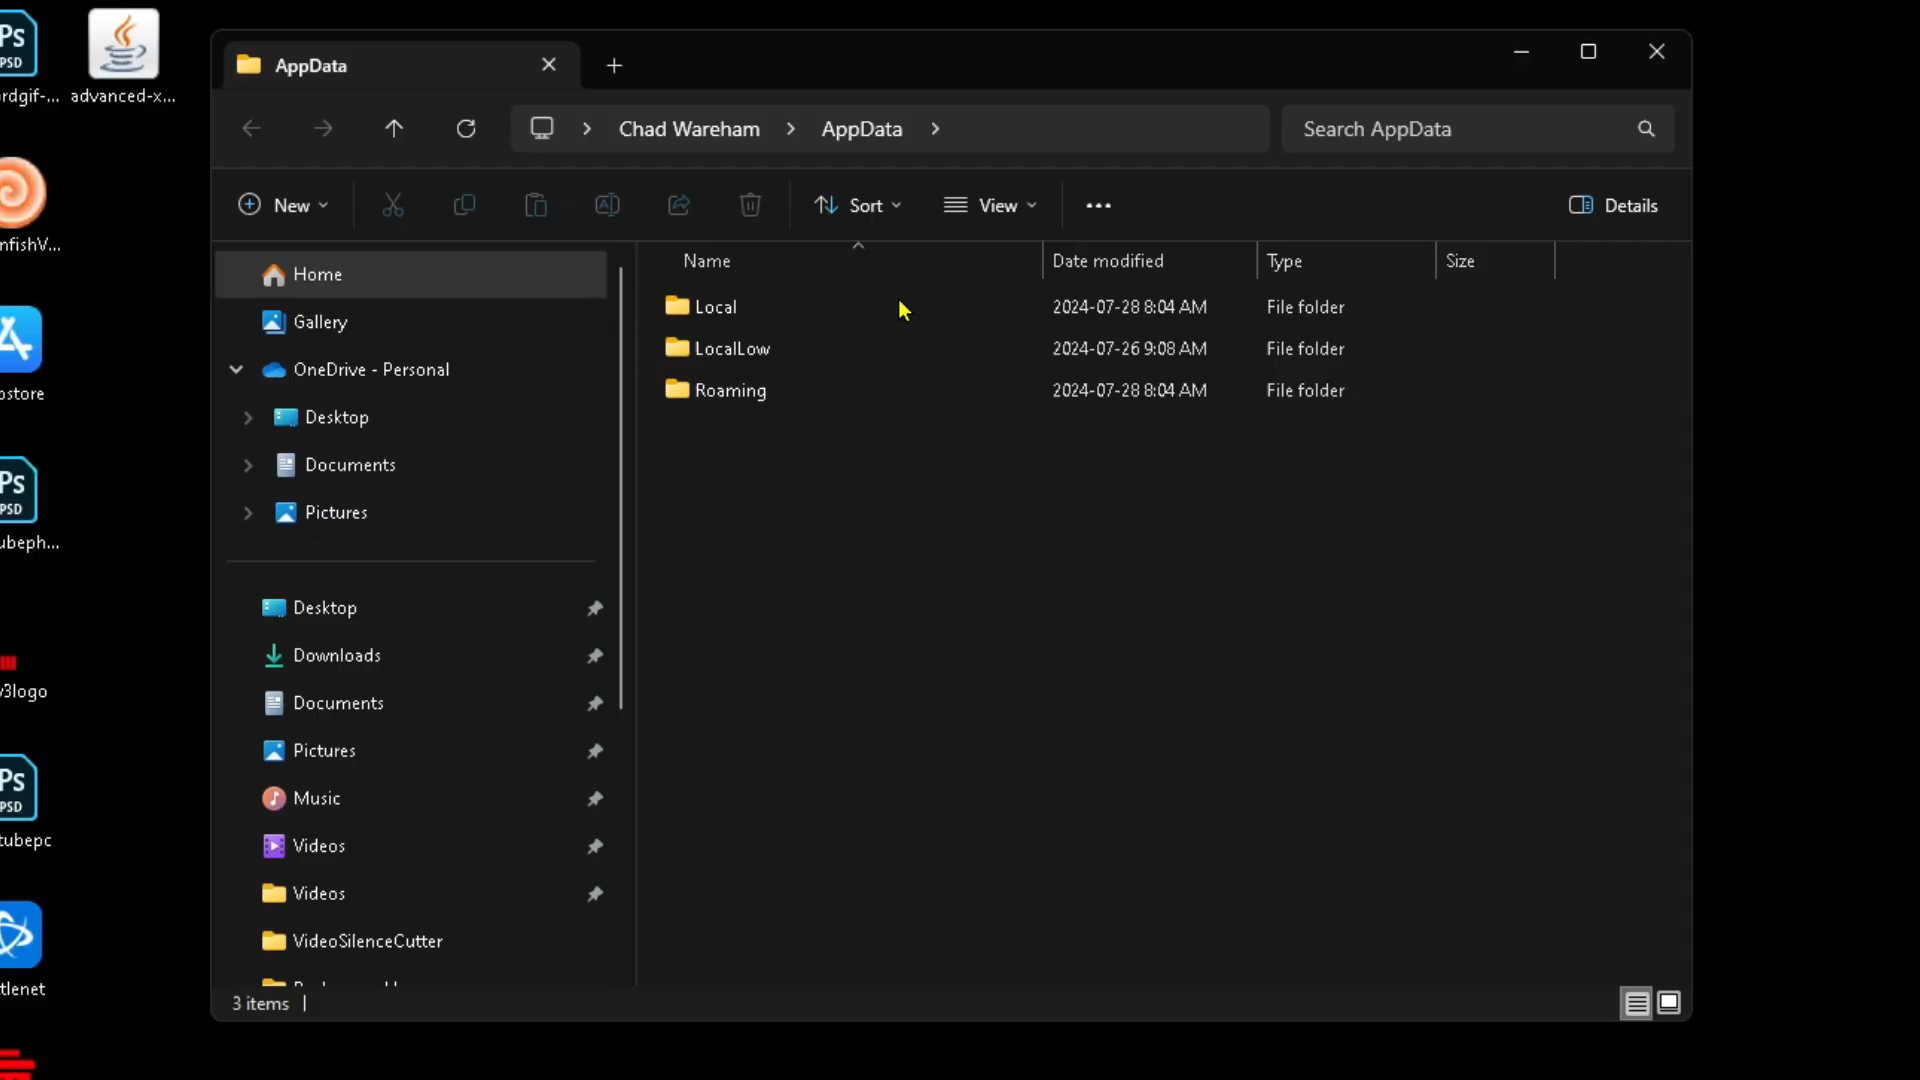 Ps
PSD
rdgif-...
advanced-x...
nfishV...
ostore
Ps
PSD
ubeph...
v3logo
Ps
PSD
tubepc
tlenet
AppData
Chad Wareham
AppData
Search AppData
New
Sort
View
Details
Home
Gallery
OneDrive - Personal
Desktop
Documents
Pictures
Desktop
Downloads
Documents
Pictures
Music
Videos
Videos
VideoSilenceCutter
Name Date modified Type Size
Local 2024-07-28 8:04 AM File folder
LocalLow 2024-07-26 9:08 AM File folder
Roaming 2024-07-28 8:04 AM File folder
3 items